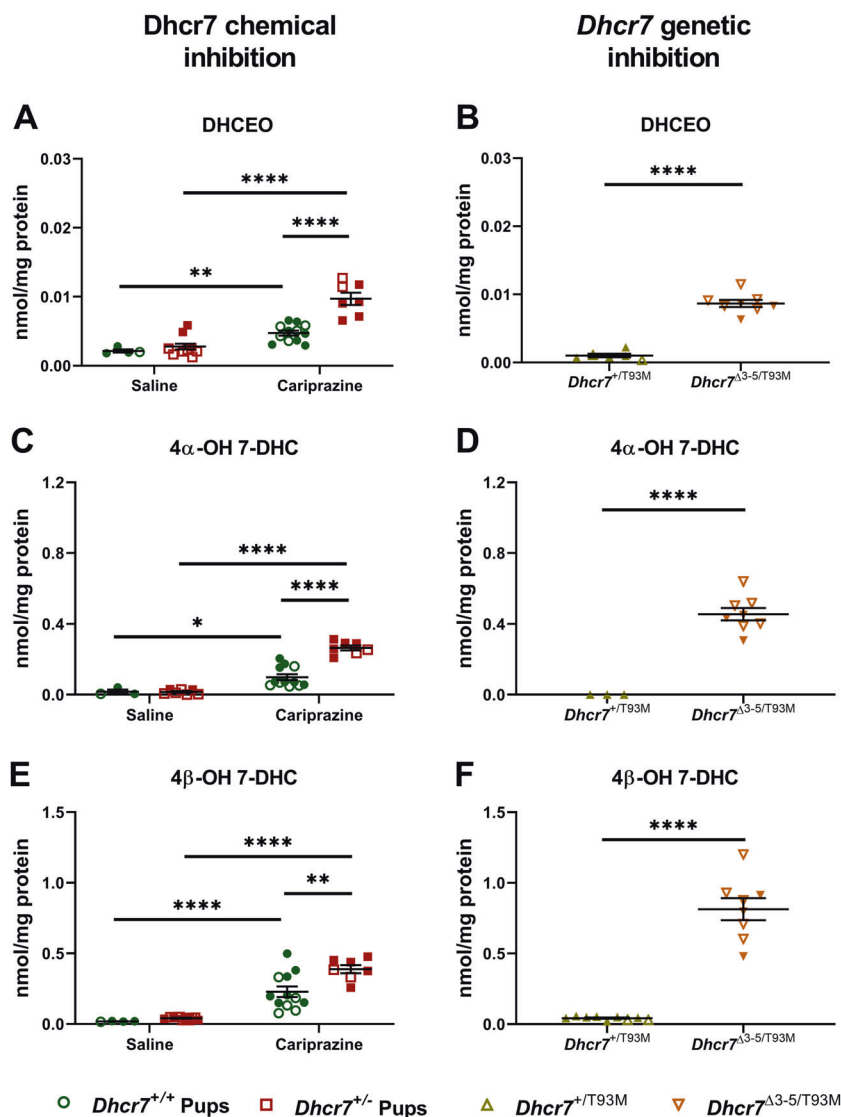 Dhcr7 chemical
inhibition
Dhcr7 genetic
inhibition
A
DHCEO
nmol/mg protein
0.03
0.02
0.01
0.00
****
****
**
Saline
Cariprazine
B
DHCEO
nmol/mg protein
0.03
0.02
0.01
0.00
****
Dhcr7+/T93M
Dhcr7Δ3-5/T93M
C
4α-OH 7-DHC
nmol/mg protein
1.2
0.8
0.4
0.0
****
****
*
Saline
Cariprazine
D
4α-OH 7-DHC
nmol/mg protein
1.2
0.8
0.4
0.0
****
Dhcr7+/T93M
Dhcr7Δ3-5/T93M
E
4β-OH 7-DHC
nmol/mg protein
1.5
1.0
0.5
0.0
****
**
****
Saline
Cariprazine
F
4β-OH 7-DHC
nmol/mg protein
1.5
1.0
0.5
0.0
****
Dhcr7+/T93M
Dhcr7Δ3-5/T93M
Dhcr7+/+ Pups
Dhcr7+/- Pups
Dhcr7+/T93M
Dhcr7Δ3-5/T93M